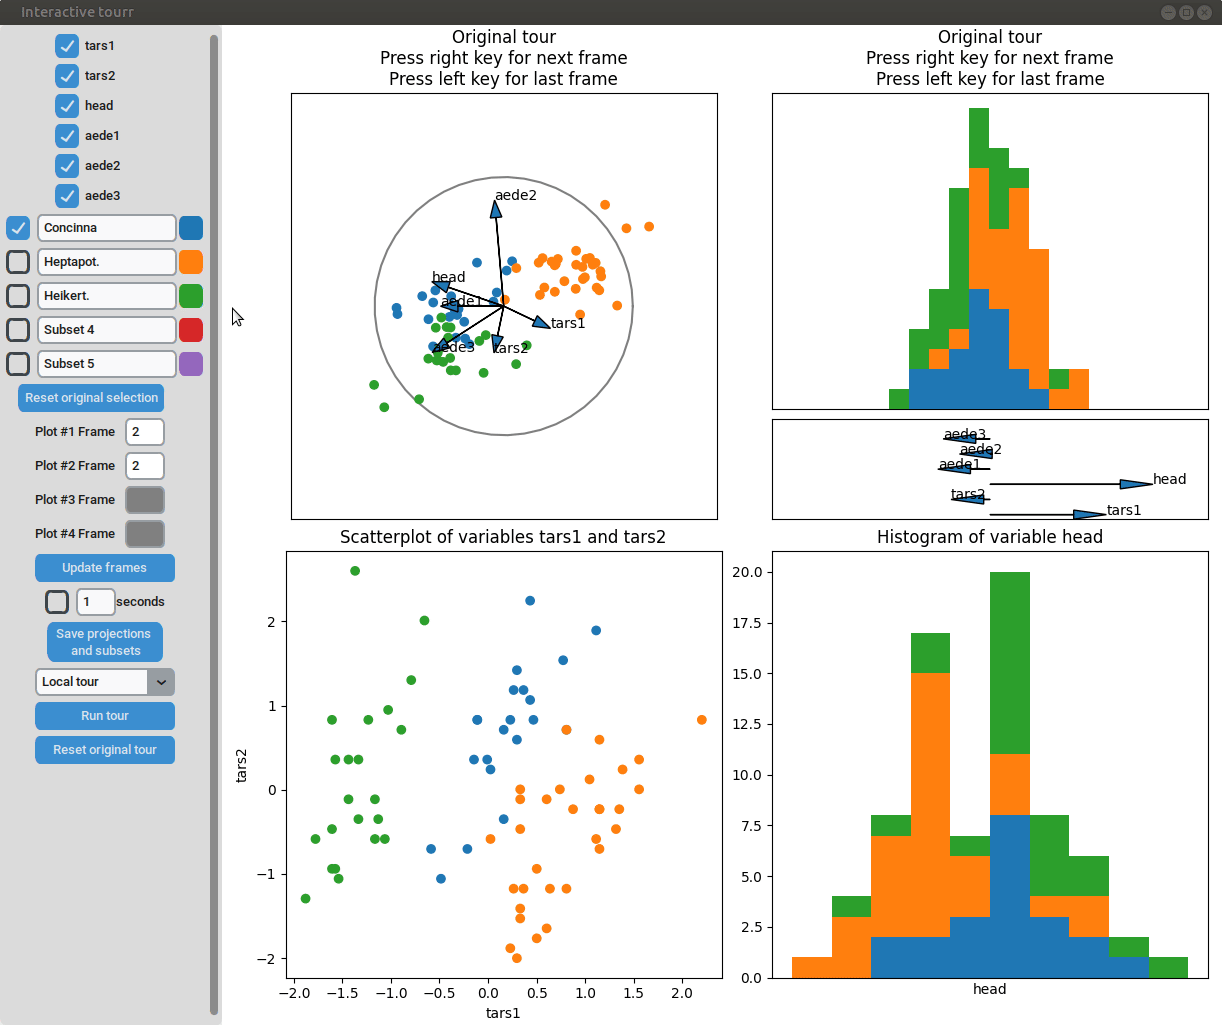 Interactive tourr
tars1
tars2
head
aede1
aede2
aede3
Concinna
Heptapot.
Heikert.
Subset 4
Subset 5
Reset original selection
Plot #1 Frame 2
Plot #2 Frame 2
Plot #3 Frame
Plot #4 Frame
Update frames
1 seconds
Save projections
and subsets
Local tour
Run tour
Reset original tour
Original tour
Press right key for next frame
Press left key for last frame
aede2
head
aede1
tars1
aede3
tars2
Original tour
Press right key for next frame
Press left key for last frame
aede3
aede2
aede1
head
tars2
tars1
Scatterplot of variables tars1 and tars2
2
1
0
−1
−2
tars2
−2.0 −1.5 −1.0 −0.5 0.0 0.5 1.0 1.5 2.0
tars1
Histogram of variable head
20.0
17.5
15.0
12.5
10.0
7.5
5.0
2.5
0.0
head